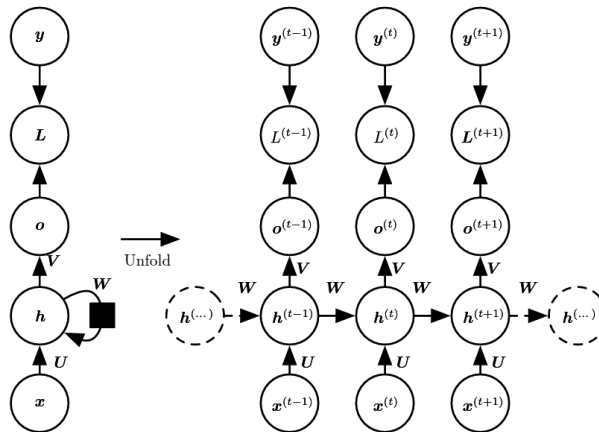 y y^(t−1) y^(t) y^(t+1)
L L^(t−1) L^(t) L^(t+1)
o o^(t−1) o^(t) o^(t+1)
V V V V
Unfold
W W W W W
h h^(...) h^(t−1) h^(t) h^(t+1) h^(...)
U U U U
x x^(t−1) x^(t) x^(t+1)